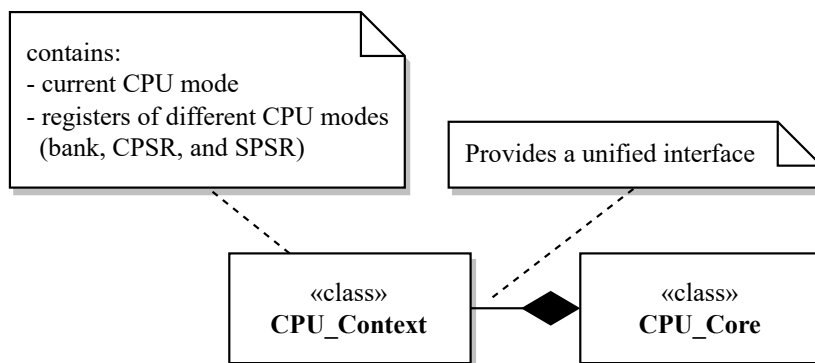 contains:
- current CPU mode
- registers of different CPU modes
(bank, CPSR, and SPSR)
Provides a unified interface
«class»
CPU_Context
«class»
CPU_Core